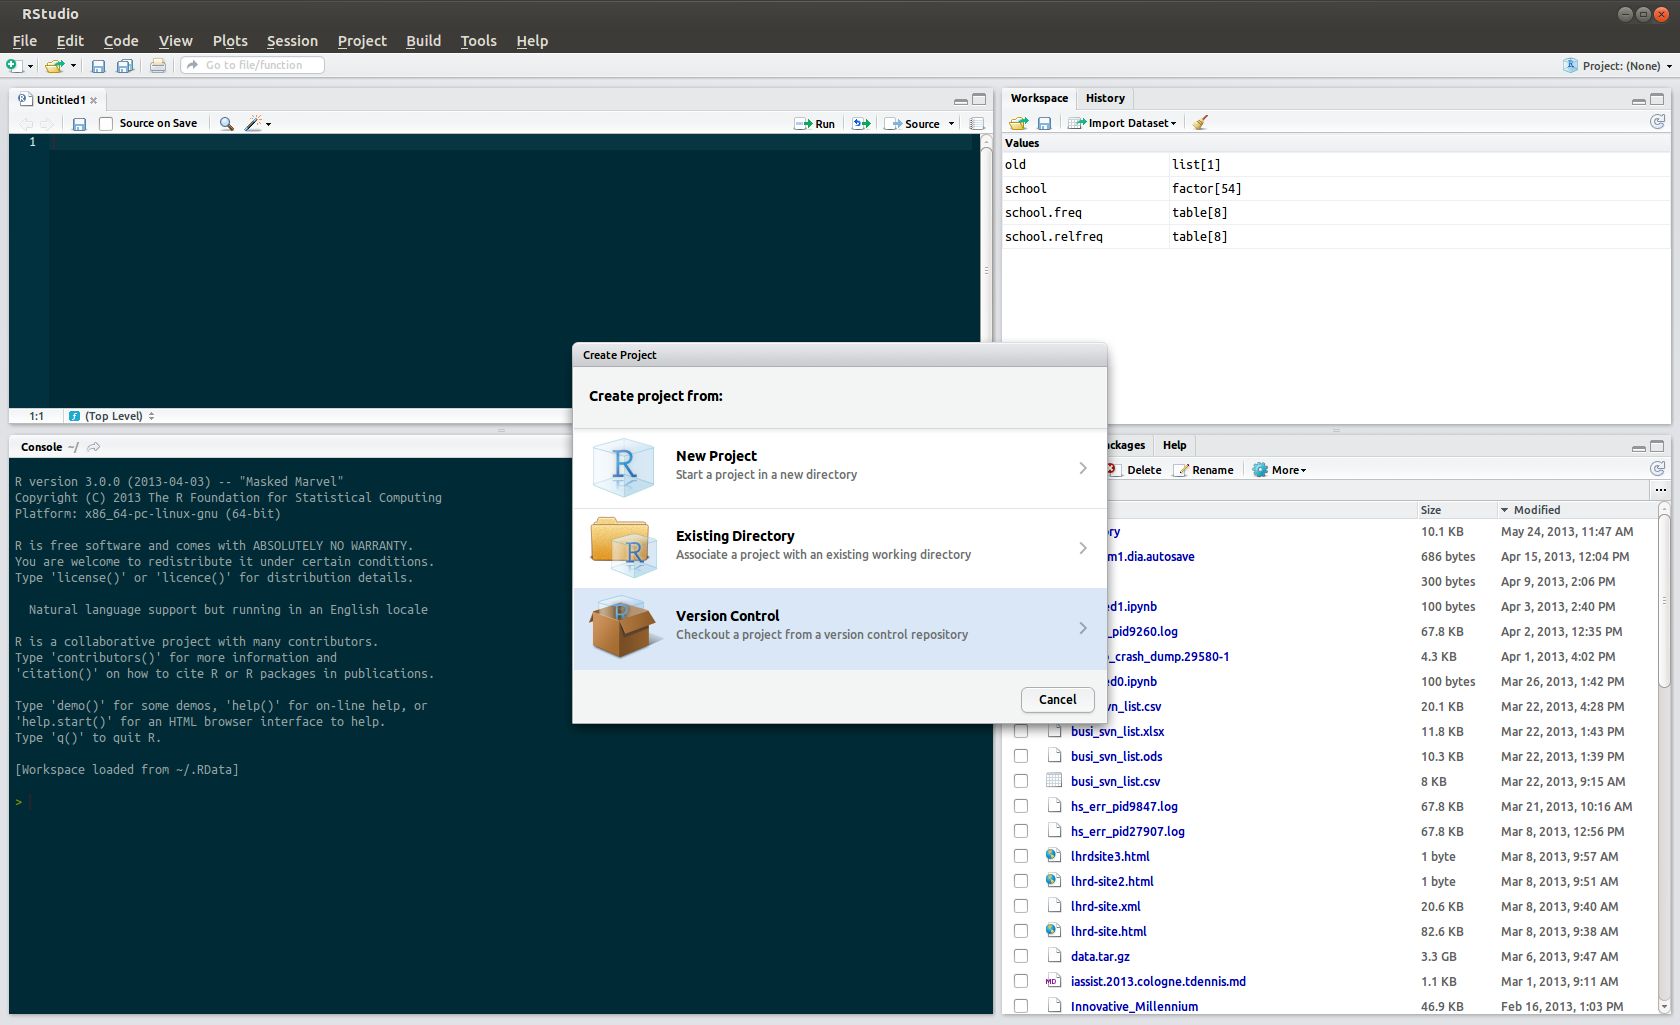 RStudio
File Edit Code View Plots Session Project Build Tools Help
Go to file/function
Project: (None)
Untitled1
Source on Save
Run
Source
1
1:1
(Top Level)
Workspace History
Import Dataset
Values
old list[1]
school factor[54]
school.freq table[8]
school.relfreq table[8]
Console ~/
R version 3.0.0 (2013-04-03) -- "Masked Marvel"
Copyright (C) 2013 The R Foundation for Statistical Computing
Platform: x86_64-pc-linux-gnu (64-bit)
R is free software and comes with ABSOLUTELY NO WARRANTY.
You are welcome to redistribute it under certain conditions.
Type 'license()' or 'licence()' for distribution details.
Natural language support but running in an English locale
R is a collaborative project with many contributors.
Type 'contributors()' for more information and
'citation()' on how to cite R or R packages in publications.
Type 'demo()' for some demos, 'help()' for on-line help, or
'help.start()' for an HTML browser interface to help.
Type 'q()' to quit R.
[Workspace loaded from ~/.RData]
>
Create Project
Create project from:
New Project
Start a project in a new directory
Existing Directory
Associate a project with an existing working directory
Version Control
Checkout a project from a version control repository
Cancel
ckages Help
Delete Rename More
Size Modified
ry 10.1 KB May 24, 2013, 11:47 AM
m1.dia.autosave 686 bytes Apr 15, 2013, 12:04 PM
300 bytes Apr 9, 2013, 2:06 PM
ed1.ipynb 100 bytes Apr 3, 2013, 2:40 PM
_pid9260.log 67.8 KB Apr 2, 2013, 12:35 PM
_crash_dump.29580-1 4.3 KB Apr 1, 2013, 4:02 PM
ed0.ipynb 100 bytes Mar 26, 2013, 1:42 PM
vn_list.csv 20.1 KB Mar 22, 2013, 4:28 PM
busi_svn_list.xlsx 11.8 KB Mar 22, 2013, 1:43 PM
busi_svn_list.ods 10.3 KB Mar 22, 2013, 1:39 PM
busi_svn_list.csv 8 KB Mar 22, 2013, 9:15 AM
hs_err_pid9847.log 67.8 KB Mar 21, 2013, 10:16 AM
hs_err_pid27907.log 67.8 KB Mar 8, 2013, 12:56 PM
lhrdsite3.html 1 byte Mar 8, 2013, 9:57 AM
lhrd-site2.html 1 byte Mar 8, 2013, 9:51 AM
lhrd-site.xml 20.6 KB Mar 8, 2013, 9:40 AM
lhrd-site.html 82.6 KB Mar 8, 2013, 9:38 AM
data.tar.gz 3.3 GB Mar 6, 2013, 9:47 AM
iassist.2013.cologne.tdennis.md 1.1 KB Mar 1, 2013, 9:11 AM
Innovative_Millennium 46.9 KB Feb 16, 2013, 1:03 PM